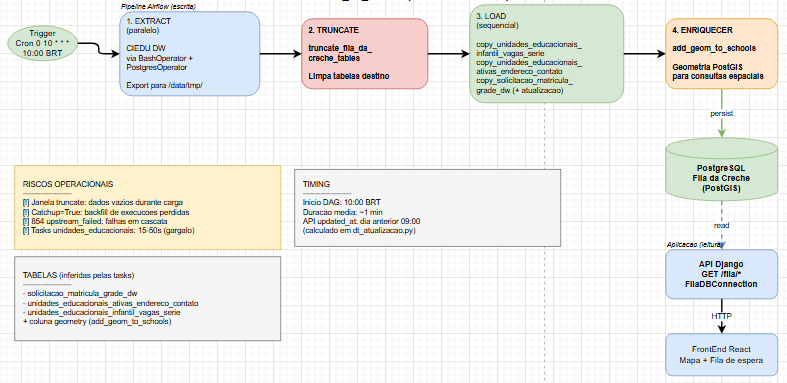 Pipeline Airflow (escrita)
Trigger
Cron 0 10 * * *
10:00 BRT
1. EXTRACT
(paralelo)
CIEDU DW
via BashOperator +
PostgresOperator
Export para /data/tmp/
2. TRUNCATE
truncate_fila_da_
creche_tables
Limpa tabelas destino
3. LOAD
(sequencial)
copy_unidades_educacionais_
infantil_vagas_serie
copy_unidades_educacionais_
ativas_endereco_contato
copy_solicitacao_matricula_
grade_dw (+ atualizacao)
4. ENRIQUECER
add_geom_to_schools
Geometria PostGIS
para consultas espaciais
persist
PostgreSQL
Fila da Creche
(PostGIS)
read
Aplicacao (leitura)
API Django
GET /fila/*
FilaDBConnection
HTTP
FrontEnd React
Mapa + Fila de espera
RISCOS OPERACIONAIS
[!] Janela truncate: dados vazios durante carga
[!] Catchup=True: backfill de execucoes perdidas
[!] 854 upstream_failed: falhas em cascata
[!] Tasks unidades_educacionais: 15-50s (gargalo)
TIMING
Inicio DAG: 10:00 BRT
Duracao media: ~1 min
API updated_at: dia anterior 09:00
(calculado em dt_atualizacao.py)
TABELAS (inferidas pelas tasks)
- solicitacao_matricula_grade_dw
- unidades_educacionais_ativas_endereco_contato
- unidades_educacionais_infantil_vagas_serie
+ coluna geometry (add_geom_to_schools)